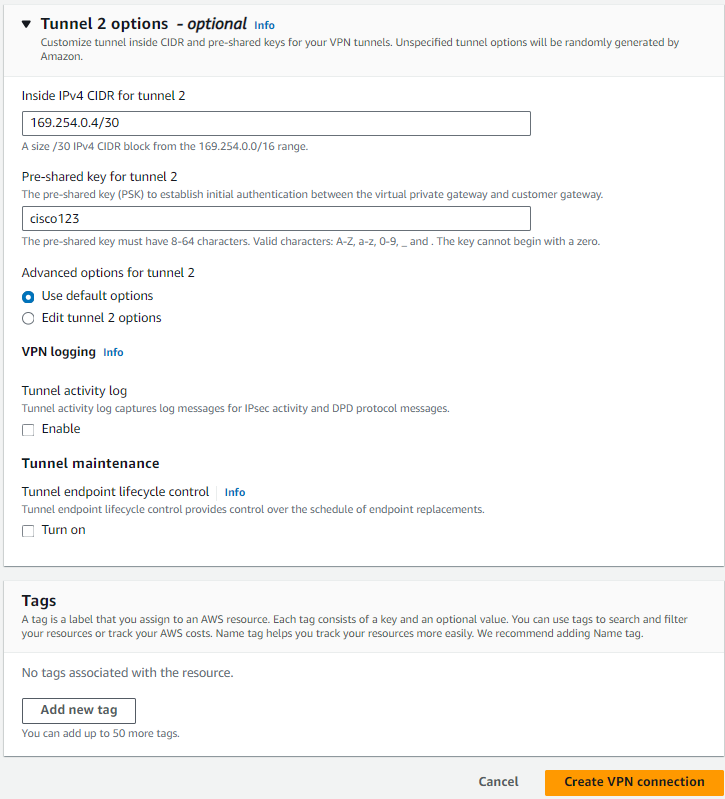 Tunnel 2 options - optional Info
Customize tunnel inside CIDR and pre-shared keys for your VPN tunnels. Unspecified tunnel options will be randomly generated by
Amazon.
Inside IPv4 CIDR for tunnel 2
169.254.0.4/30
A size /30 IPv4 CIDR block from the 169.254.0.0/16 range.
Pre-shared key for tunnel 2
The pre-shared key (PSK) to establish initial authentication between the virtual private gateway and customer gateway.
cisco123
The pre-shared key must have 8-64 characters. Valid characters: A-Z, a-z, 0-9, _ and . The key cannot begin with a zero.
Advanced options for tunnel 2
Use default options
Edit tunnel 2 options
VPN logging Info
Tunnel activity log
Tunnel activity log captures log messages for IPsec activity and DPD protocol messages.
Enable
Tunnel maintenance
Tunnel endpoint lifecycle control Info
Tunnel endpoint lifecycle control provides control over the schedule of endpoint replacements.
Turn on
Tags
A tag is a label that you assign to an AWS resource. Each tag consists of a key and an optional value. You can use tags to search and filter
your resources or track your AWS costs. Name tag helps you track your resources more easily. We recommend adding Name tag.
No tags associated with the resource.
Add new tag
You can add up to 50 more tags.
Cancel Create VPN connection